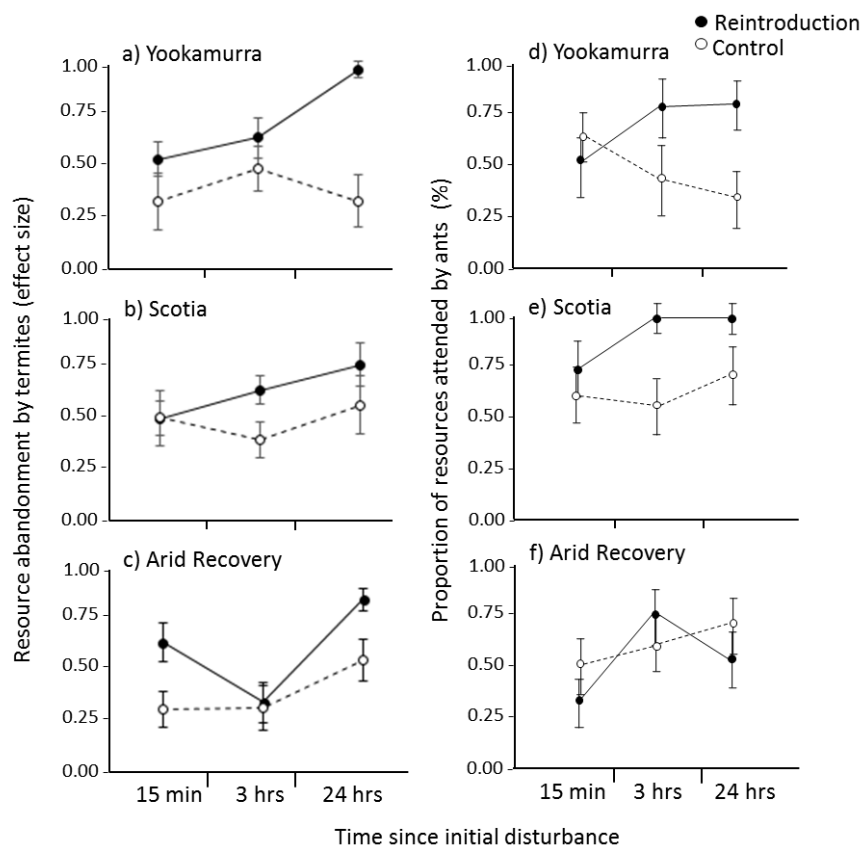 Reintroduction
Control
a) Yookamurra
1.00
0.75
0.50
0.25
0.00
d) Yookamurra
1.00
0.75
0.50
0.25
0.00
b) Scotia
1.00
0.75
0.50
0.25
0.00
e) Scotia
1.00
0.75
0.50
0.25
0.00
c) Arid Recovery
1.00
0.75
0.50
0.25
0.00
f) Arid Recovery
1.00
0.75
0.50
0.25
0.00
Resource abandonment by termites (effect size)
Proportion of resources attended by ants (%)
15 min 3 hrs 24 hrs
15 min 3 hrs 24 hrs
Time since initial disturbance